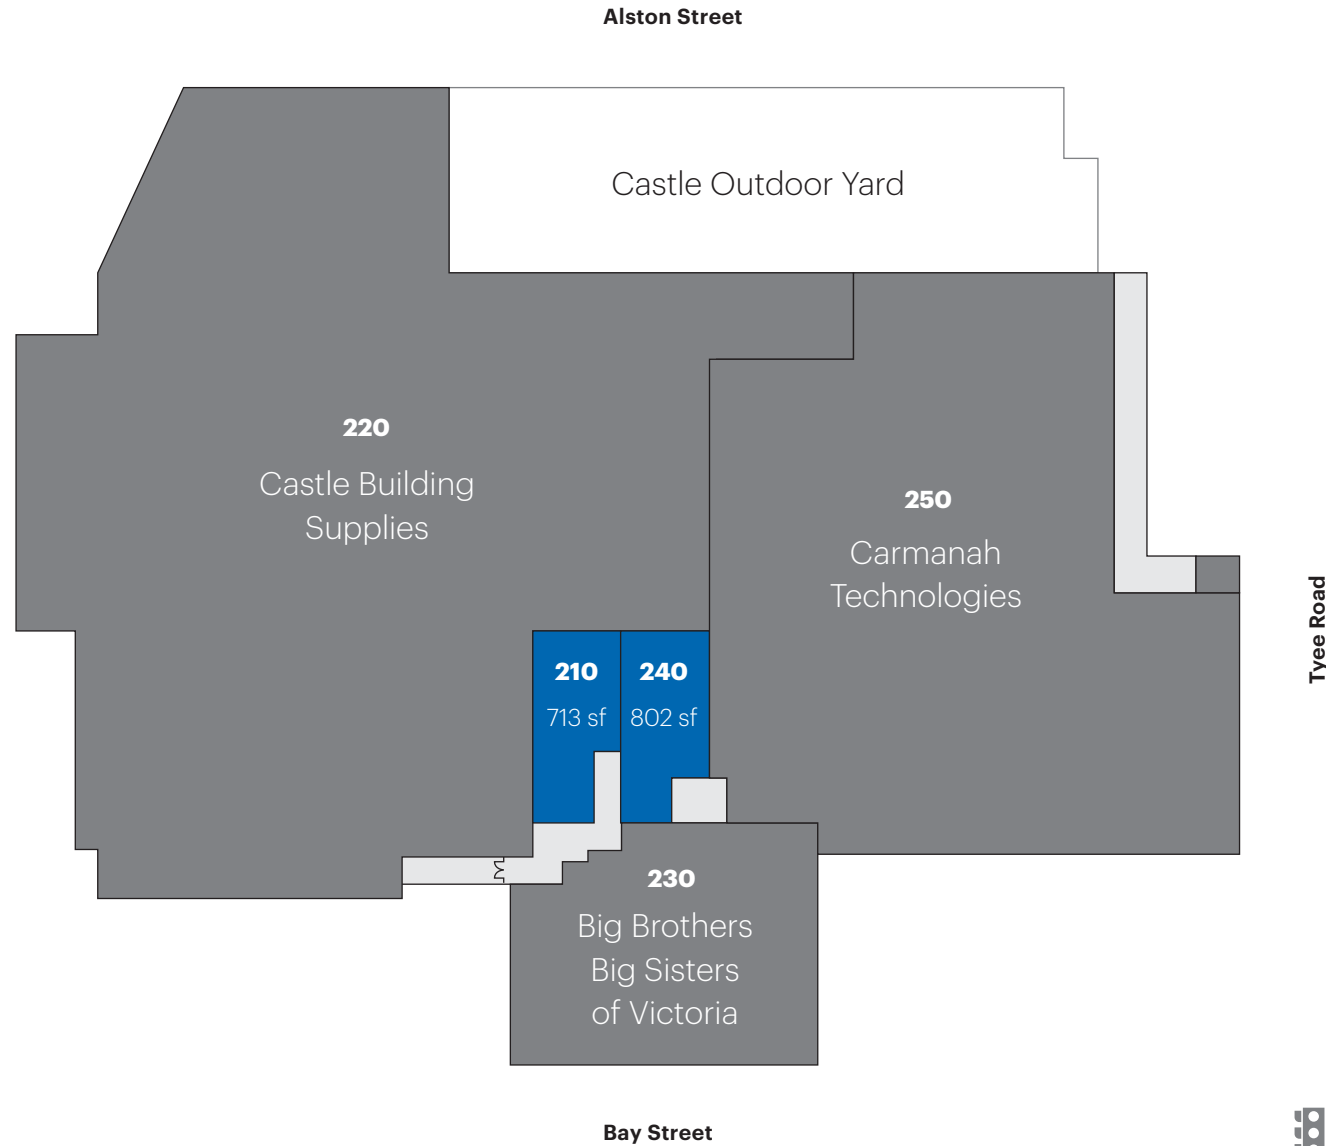 Alston Street
Castle Outdoor Yard
220
Castle Building
Supplies
250
Carmanah
Technologies
Tyee Road
210
713 sf
240
802 sf
230
Big Brothers
Big Sisters
of Victoria
Bay Street